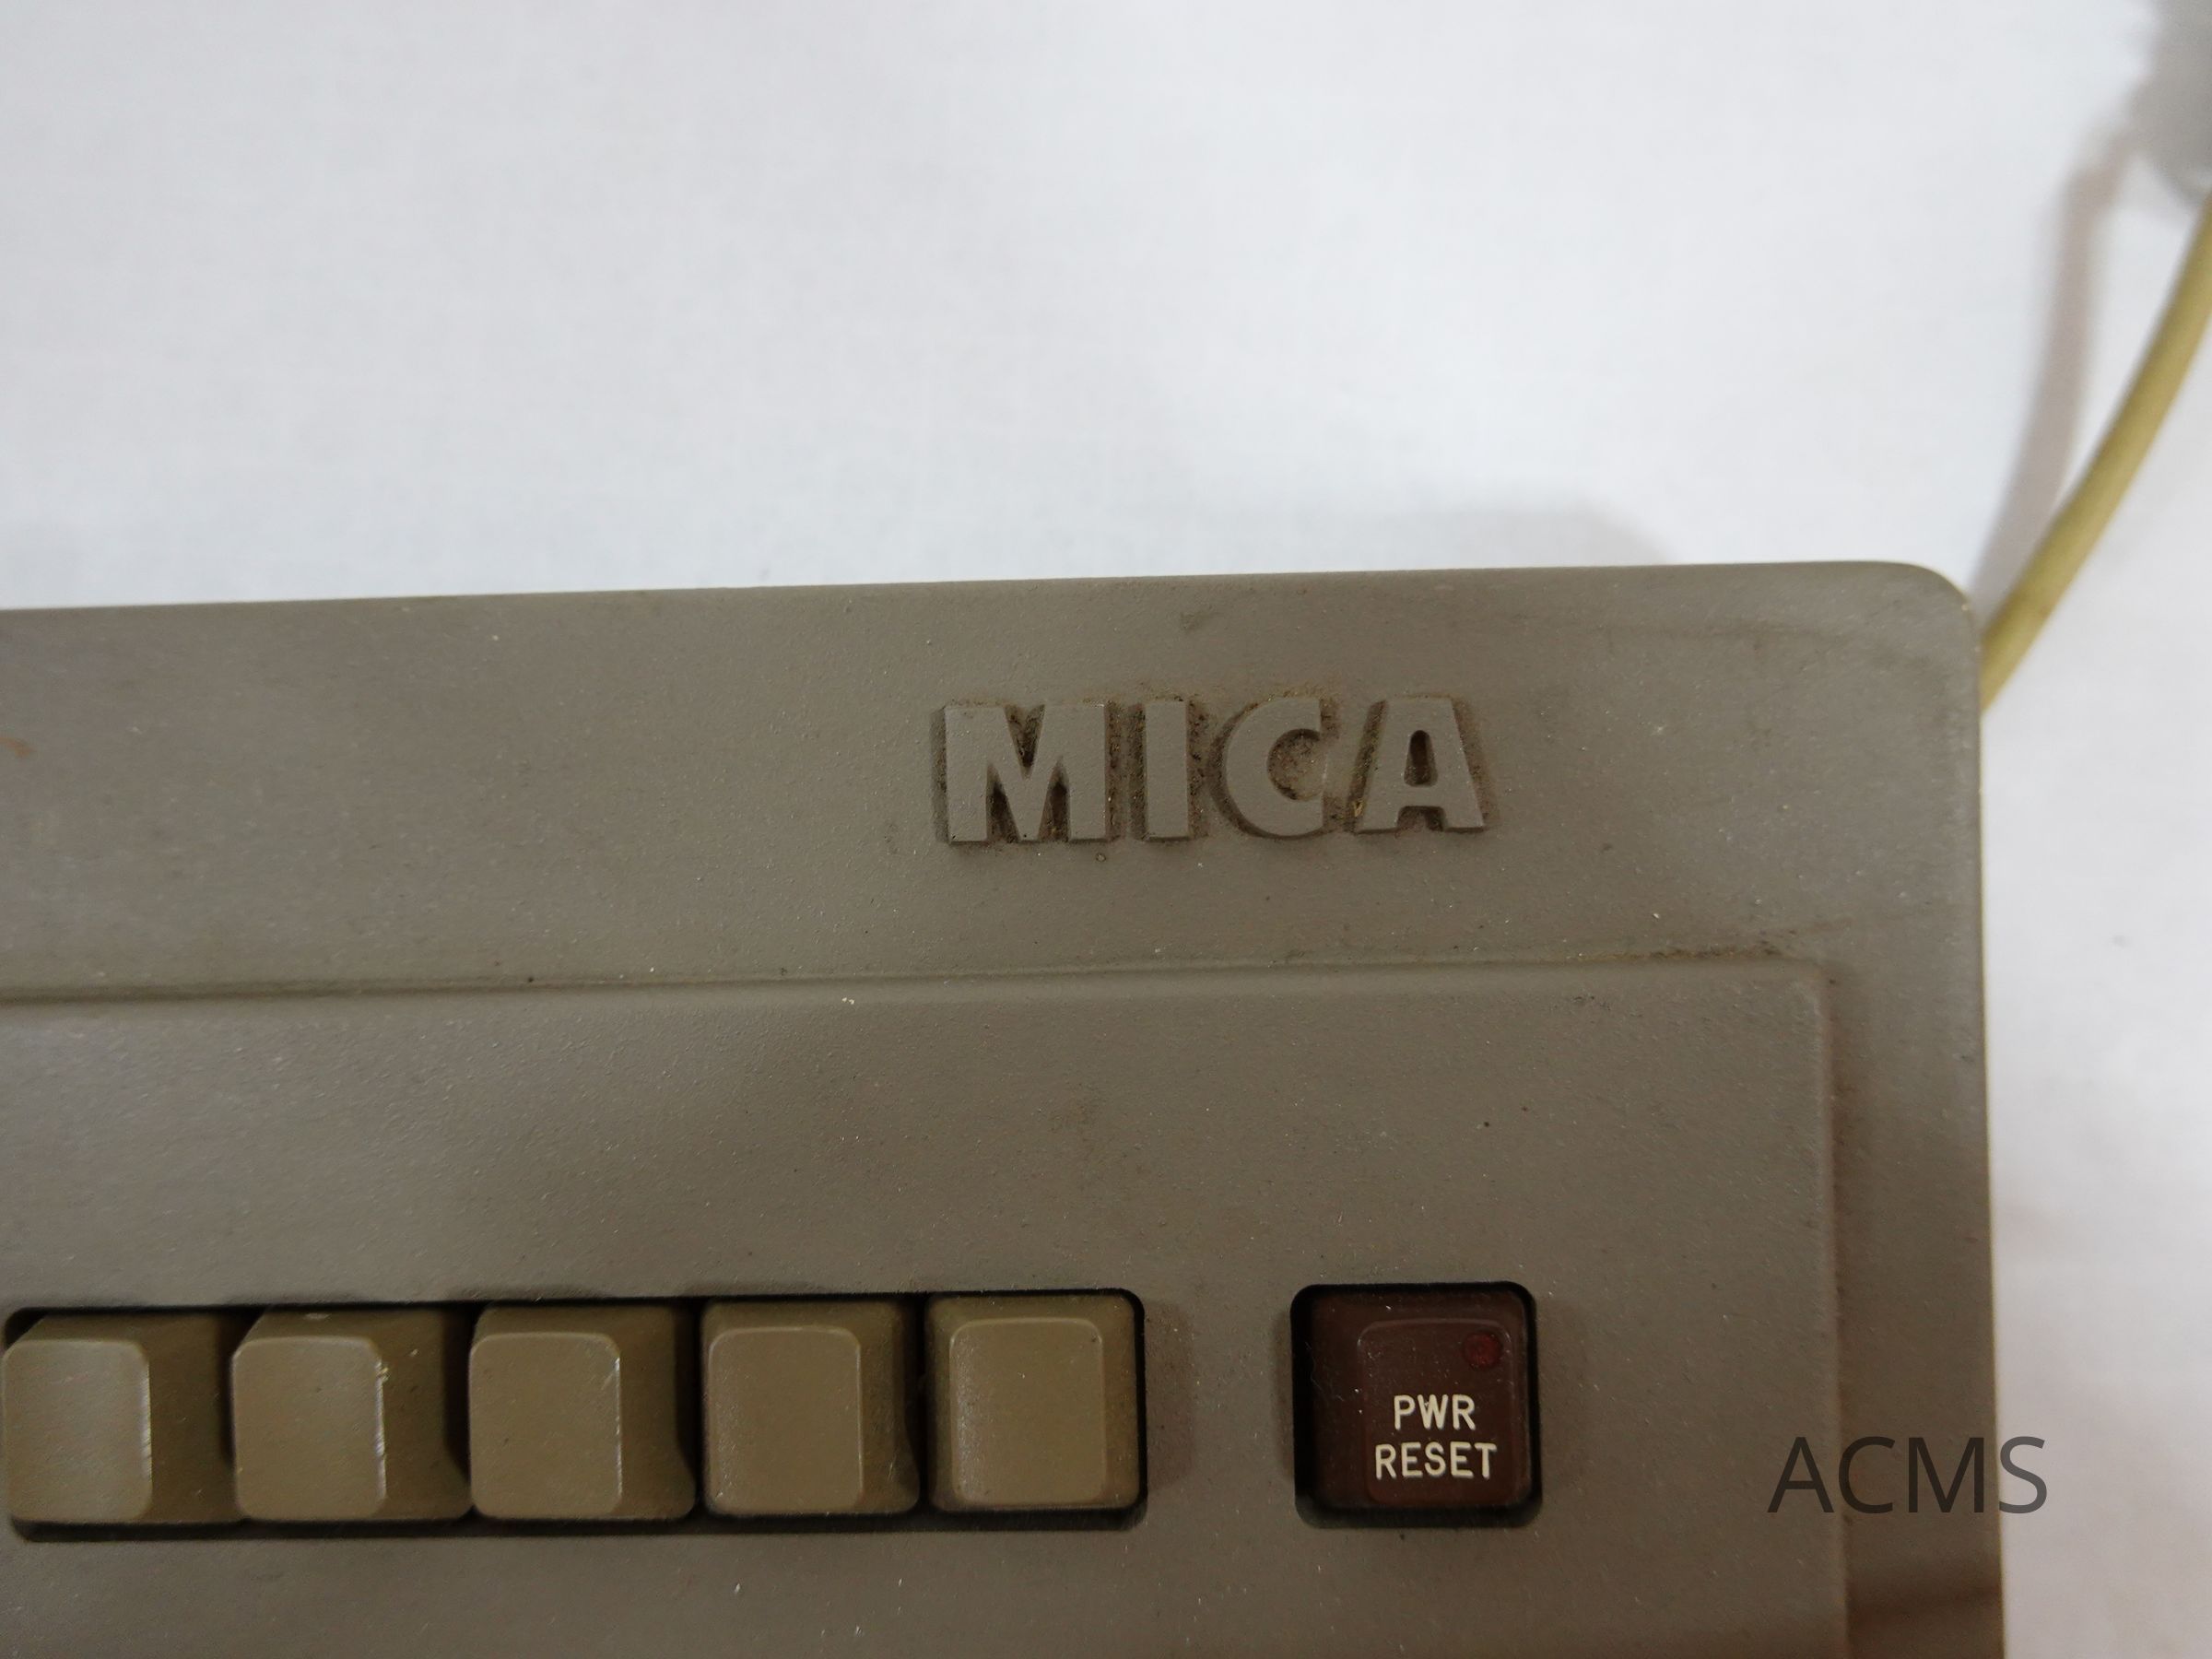 MICA
PWR
RESET
ACMS